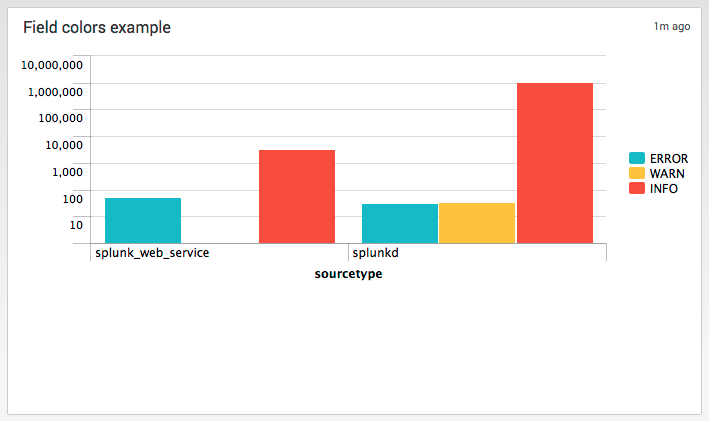 Field colors example
1m ago
10,000,000
1,000,000
100,000
10,000
1,000
100
10
ERROR
WARN
INFO
splunk_web_service
splunkd
sourcetype